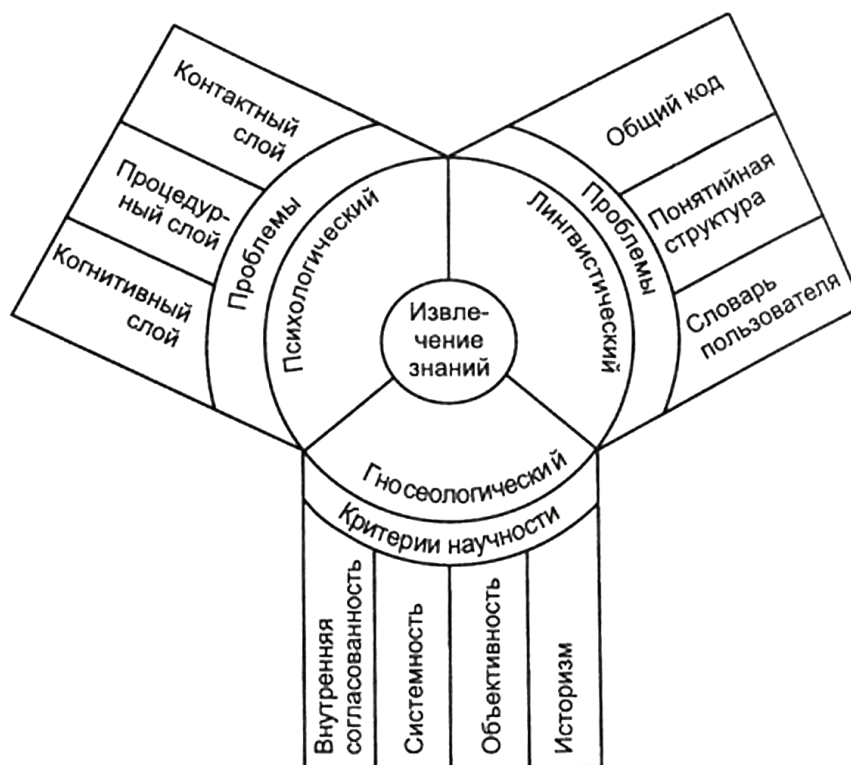 Контактный
слой
Процедур-
ный слой
Когнитивный
слой
Проблемы
Психологический
Общий код
Понятийная
структура
Словарь
пользователя
Проблемы
Лингвистический
Извле-
чение
знаний
Гносеологический
Критерии научности
Внутренняя
согласованность
Системность
Объективность
Историзм